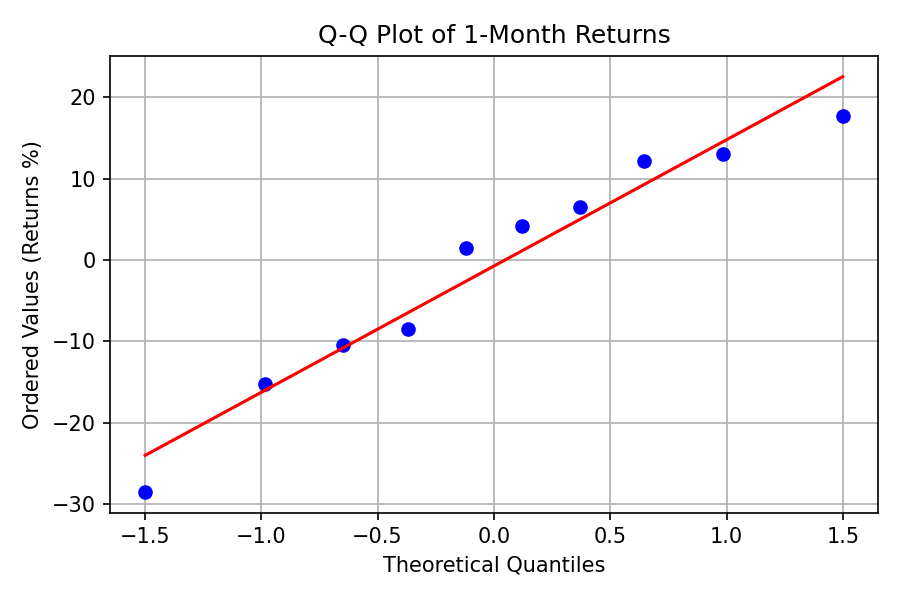 Q-Q Plot of 1-Month Returns
Ordered Values (Returns %)
20
10
0
−10
−20
−30
−1.5 −1.0 −0.5 0.0 0.5 1.0 1.5
Theoretical Quantiles